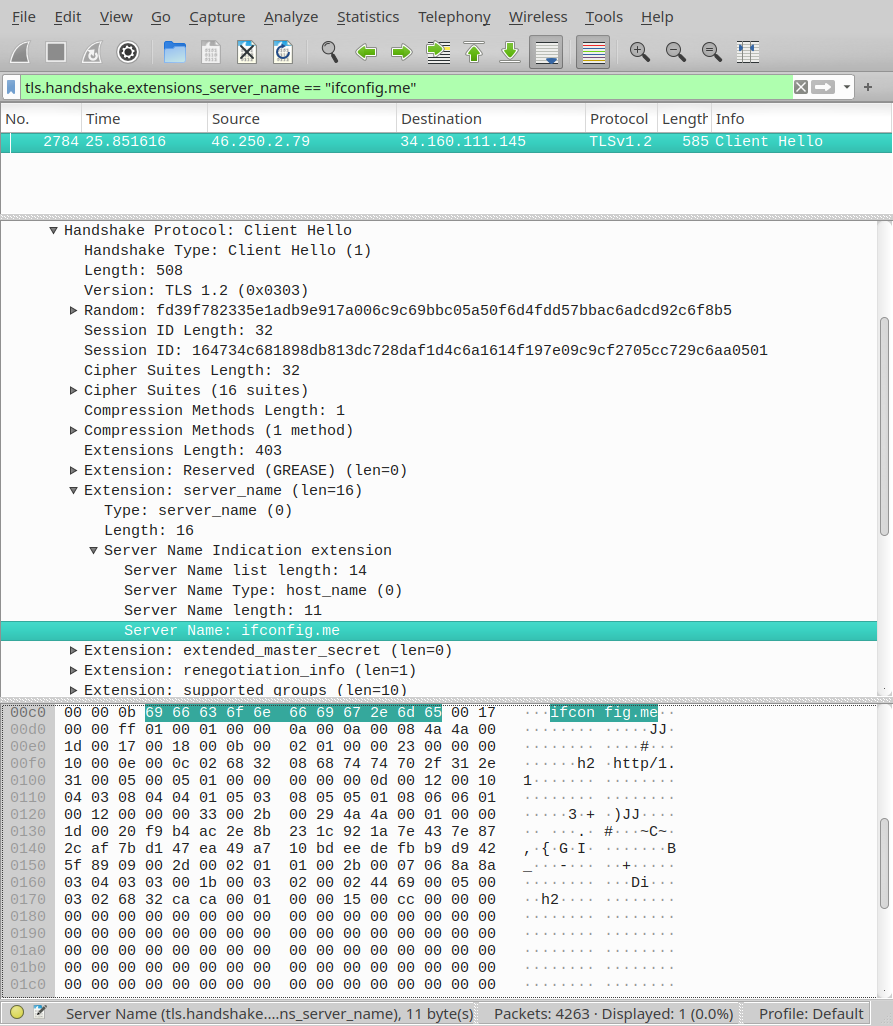 File Edit View Go Capture Analyze Statistics Telephony Wireless Tools Help
tls.handshake.extensions_server_name == "ifconfig.me"
No. Time Source Destination Protocol Length Info
2784 25.851616 46.250.2.79 34.160.111.145 TLSv1.2 585 Client Hello
Handshake Protocol: Client Hello
Handshake Type: Client Hello (1)
Length: 508
Version: TLS 1.2 (0x0303)
Random: fd39f782335e1adb9e917a006c9c69bbc05a50f6d4fdd57bbac6adcd92c6f8b5
Session ID Length: 32
Session ID: 164734c681898db813dc728daf1d4c6a1614f197e09c9cf2705cc729c6aa0501
Cipher Suites Length: 32
Cipher Suites (16 suites)
Compression Methods Length: 1
Compression Methods (1 method)
Extensions Length: 403
Extension: Reserved (GREASE) (len=0)
Extension: server_name (len=16)
Type: server_name (0)
Length: 16
Server Name Indication extension
Server Name list length: 14
Server Name Type: host_name (0)
Server Name length: 11
Server Name: ifconfig.me
Extension: extended_master_secret (len=0)
Extension: renegotiation_info (len=1)
Extension: supported_groups (len=10)
00c0 00 00 0b 69 66 63 6f 6e 66 69 67 2e 6d 65 00 17 ···ifcon fig.me··
00d0 00 00 ff 01 00 01 00 00 0a 00 0a 00 08 4a 4a 00 ········ ·····JJ·
00e0 1d 00 17 00 18 00 0b 00 02 01 00 00 23 00 00 00 ········ ····#···
00f0 10 00 0e 00 0c 02 68 32 08 68 74 74 70 2f 31 2e ······h2 ·http/1.
0100 31 00 05 00 05 01 00 00 00 00 00 0d 00 12 00 10 1······· ········
0110 04 03 08 04 04 01 05 03 08 05 05 01 08 06 06 01 ········ ········
0120 00 12 00 00 00 33 00 2b 00 29 4a 4a 00 01 00 00 ·····3·+ ·)JJ····
0130 1d 00 20 f9 b4 ac 2e 8b 23 1c 92 1a 7e 43 7e 87 ·· ···.· #···~C~·
0140 2c af 7b d1 47 ea 49 a7 10 bd ee de fb b9 d9 42 ,·{·G·I· ·······B
0150 5f 89 09 00 2d 00 02 01 01 00 2b 00 07 06 8a 8a _···-··· ··+·····
0160 03 04 03 03 00 1b 00 03 02 00 02 44 69 00 05 00 ········ ···Di···
0170 03 02 68 32 ca ca 00 01 00 00 15 00 cc 00 00 00 ··h2···· ········
0180 00 00 00 00 00 00 00 00 00 00 00 00 00 00 00 00 ········ ········
0190 00 00 00 00 00 00 00 00 00 00 00 00 00 00 00 00 ········ ········
01a0 00 00 00 00 00 00 00 00 00 00 00 00 00 00 00 00 ········ ········
01b0 00 00 00 00 00 00 00 00 00 00 00 00 00 00 00 00 ········ ········
01c0 00 00 00 00 00 00 00 00 00 00 00 00 00 00 00 00 ········ ········
Server Name (tls.handshake....ns_server_name), 11 byte(s) Packets: 4263 · Displayed: 1 (0.0%) Profile: Default